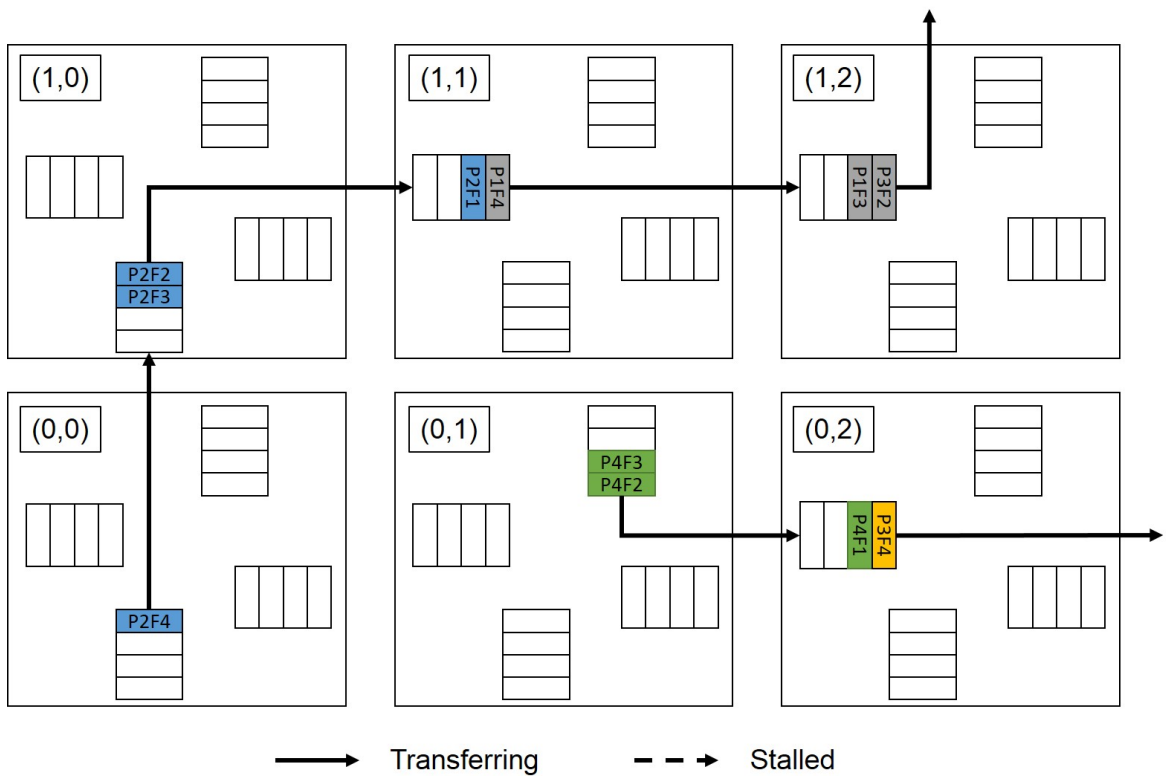 (1,0)
(1,1)
(1,2)
P2F1
P1F4
P1F3
P3F2
P2F2
P2F3
(0,0)
(0,1)
(0,2)
P4F3
P4F2
P4F1
P3F4
P2F4
Transferring
Stalled